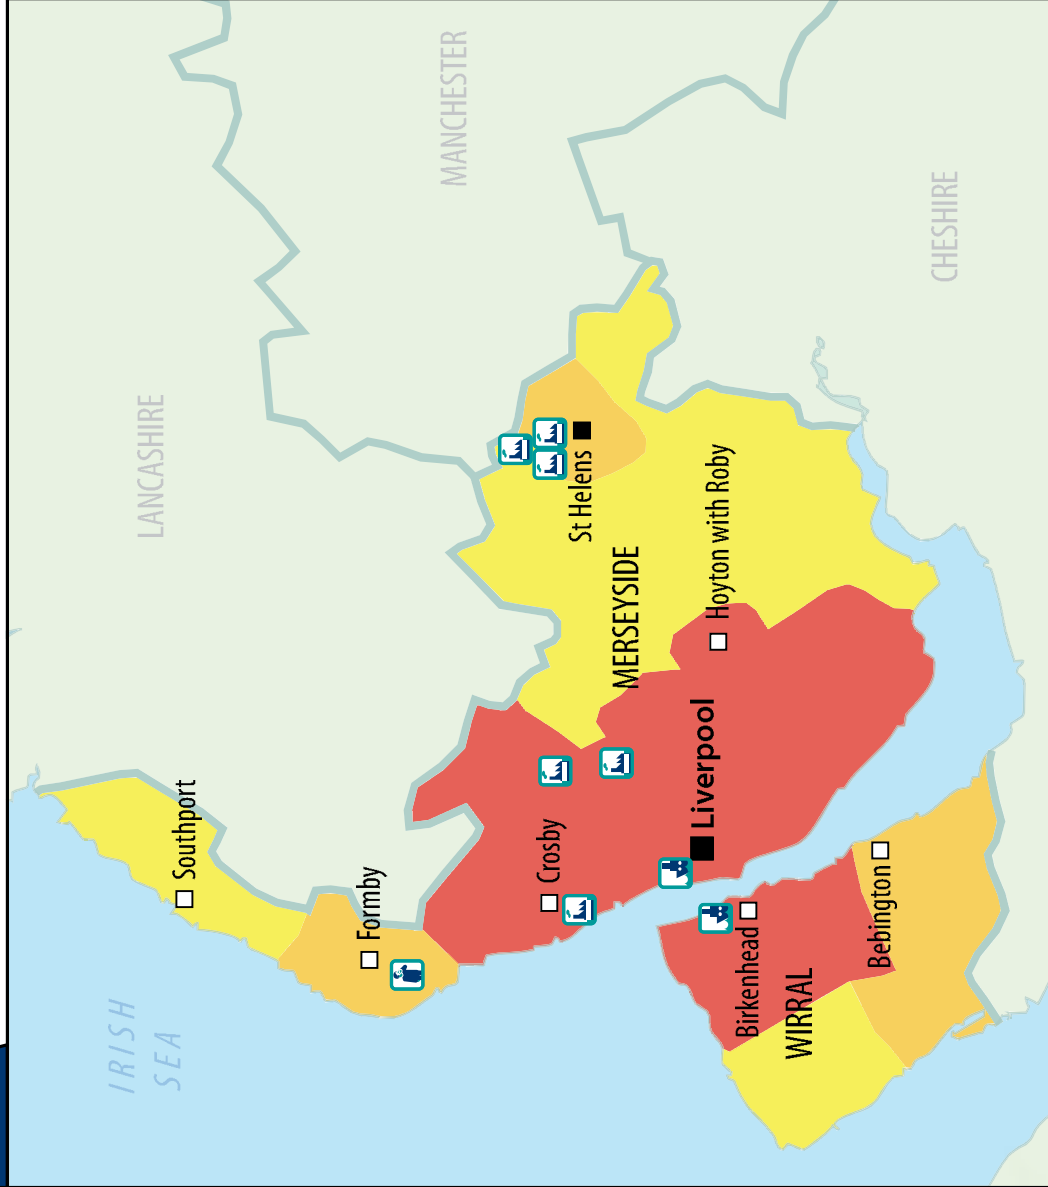 IRISH
SEA
LANCASHIRE
MANCHESTER
CHESHIRE
Southport
Formby
Crosby
St Helens
MERSEYSIDE
Hoyton with Roby
Liverpool
Birkenhead
WIRRAL
Bebington